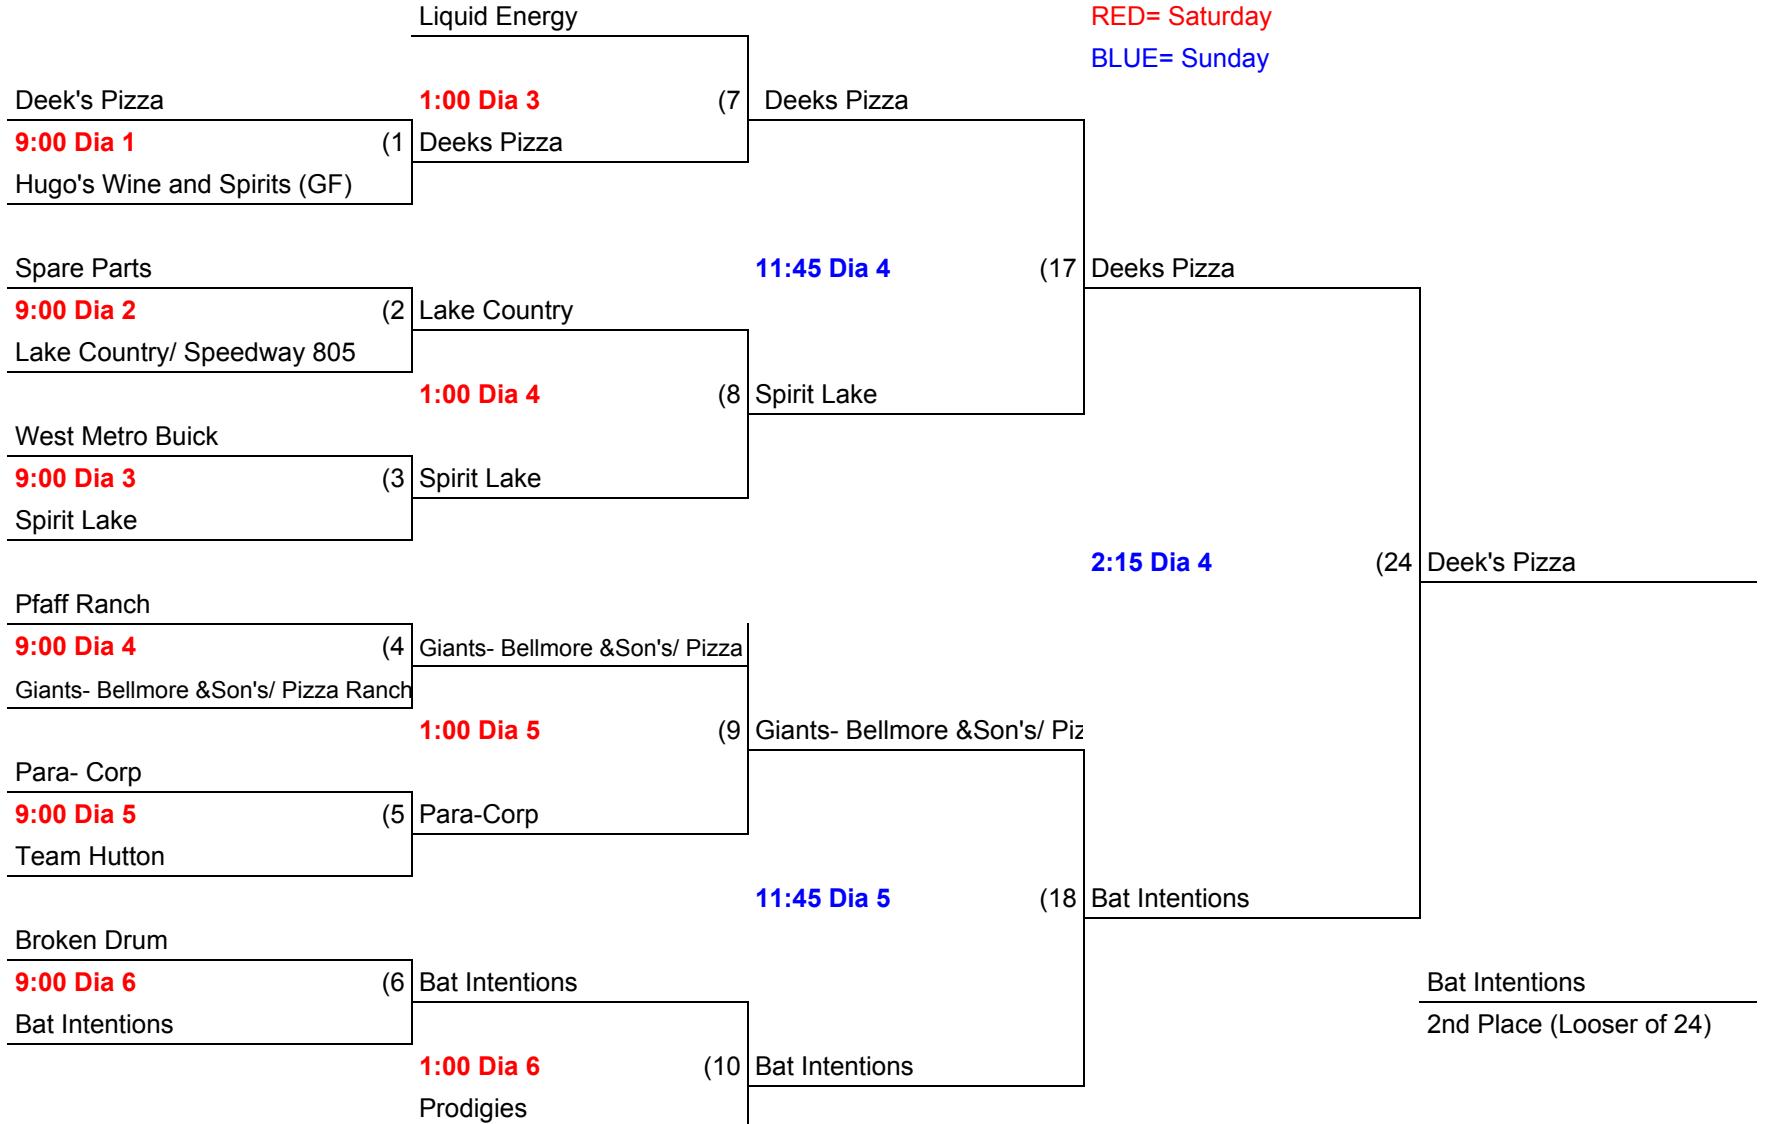 Liquid Energy
RED= Saturday
BLUE= Sunday
Deek's Pizza
1:00 Dia 3
(7
Deeks Pizza
9:00 Dia 1
(1
Deeks Pizza
Hugo's Wine and Spirits (GF)
Spare Parts
11:45 Dia 4
(17
Deeks Pizza
9:00 Dia 2
(2
Lake Country
Lake Country/ Speedway 805
1:00 Dia 4
(8
Spirit Lake
West Metro Buick
9:00 Dia 3
(3
Spirit Lake
Spirit Lake
2:15 Dia 4
(24
Deek's Pizza
Pfaff Ranch
9:00 Dia 4
(4
Giants- Bellmore &Son's/ Pizza
Giants- Bellmore &Son's/ Pizza Ranch
1:00 Dia 5
(9
Giants- Bellmore &Son's/ Piz
Para- Corp
9:00 Dia 5
(5
Para-Corp
Team Hutton
11:45 Dia 5
(18
Bat Intentions
Broken Drum
9:00 Dia 6
(6
Bat Intentions
Bat Intentions
Bat Intentions
2nd Place (Looser of 24)
1:00 Dia 6
(10
Bat Intentions
Prodigies